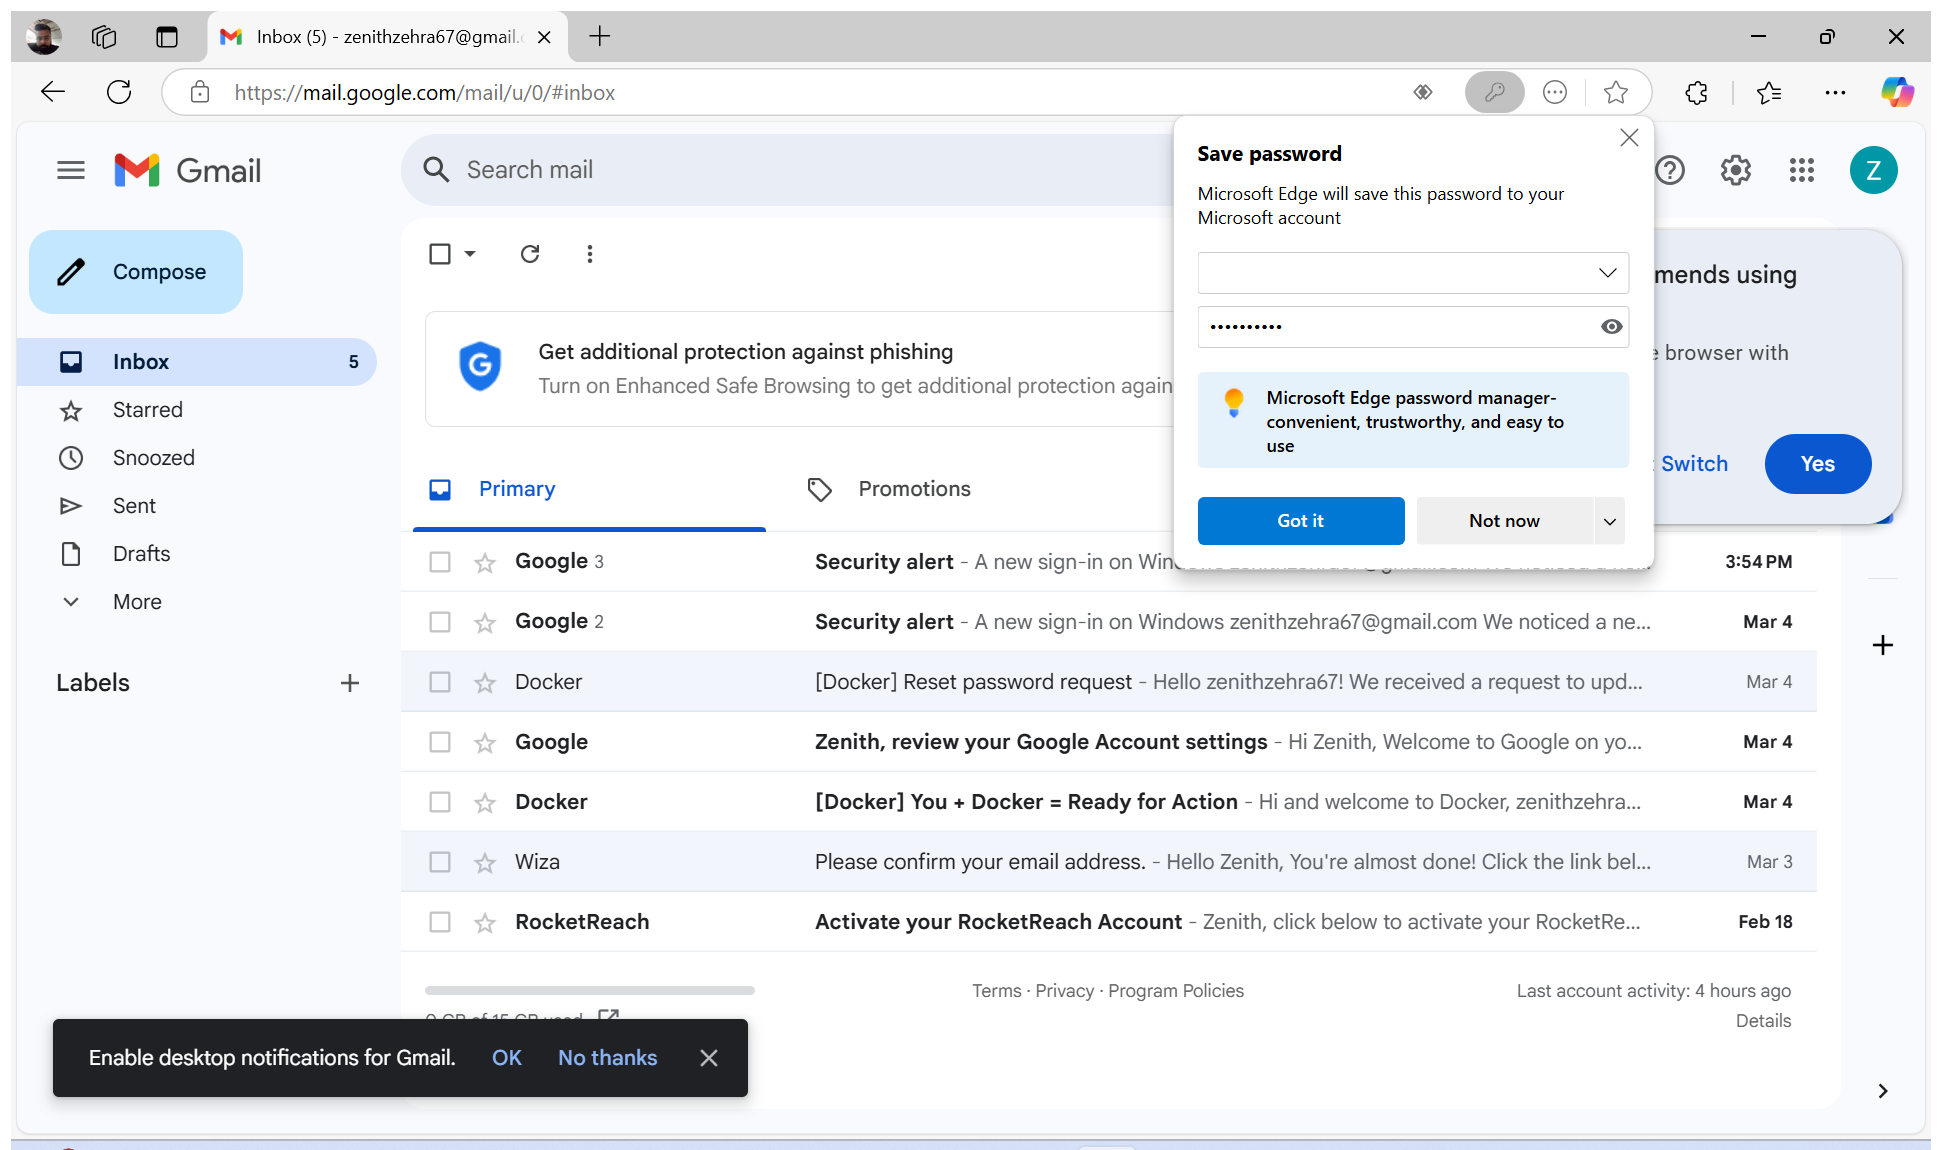 Inbox (5) - zenithzehra67@gmail.
https://mail.google.com/mail/u/0/#inbox
Gmail
Search mail
Z
Save password
Microsoft Edge will save this password to your
Microsoft account
••••••••••
Microsoft Edge password manager-
convenient, trustworthy, and easy to
use
Got it
Not now
mends using
browser with
Switch
Yes
Compose
Inbox 5
Starred
Snoozed
Sent
Drafts
More
Labels
Get additional protection against phishing
Turn on Enhanced Safe Browsing to get additional protection again
Primary
Promotions
Google 3 Security alert - A new sign-in on 3:54 PM
Google 2 Security alert - A new sign-in on Windows zenithzehra67@gmail.com We noticed a ne... Mar 4
Docker [Docker] Reset password request - Hello zenithzehra67! We received a request to upd... Mar 4
Google Zenith, review your Google Account settings - Hi Zenith, Welcome to Google on yo... Mar 4
Docker [Docker] You + Docker = Ready for Action - Hi and welcome to Docker, zenithzehra... Mar 4
Wiza Please confirm your email address. - Hello Zenith, You're almost done! Click the link bel... Mar 3
RocketReach Activate your RocketReach Account - Zenith, click below to activate your RocketRe... Feb 18
Terms · Privacy · Program Policies
Last account activity: 4 hours ago
Details
Enable desktop notifications for Gmail. OK No thanks